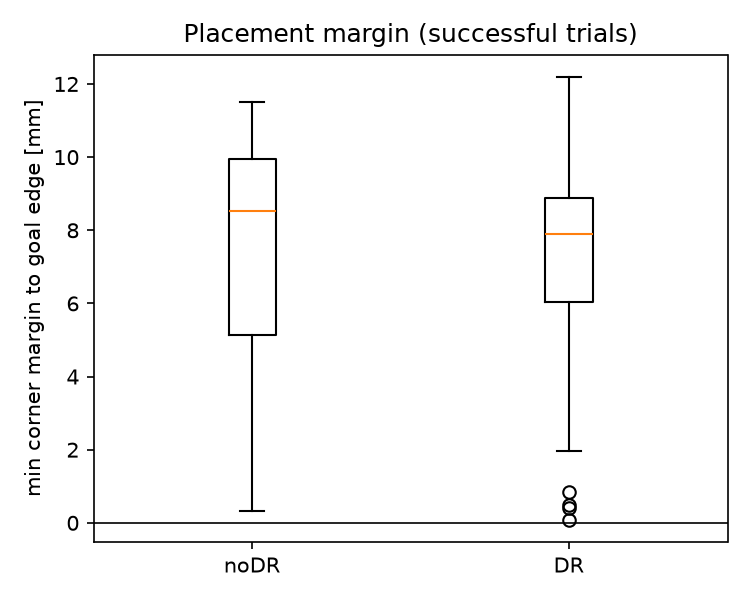 Placement margin (successful trials)
min corner margin to goal edge [mm]
12
10
8
6
4
2
0
noDR
DR